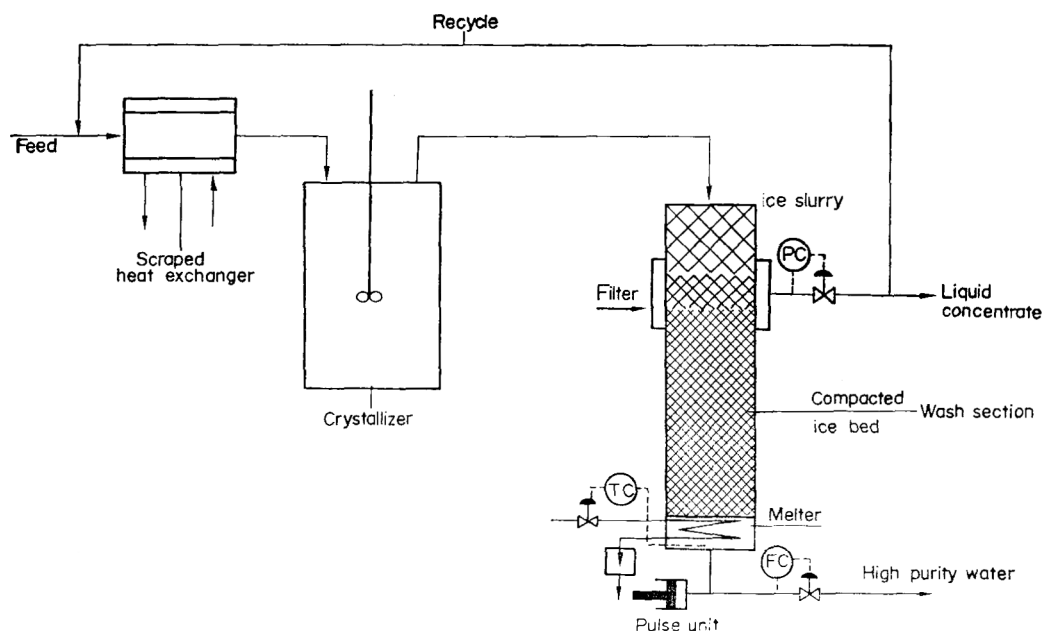 Recycle
Feed
Scraped
heat exchanger
Crystallizer
ice slurry
PC
Filter
Liquid
concentrate
Compacted
ice bed
Wash section
TC
Melter
FC
High purity water
Pulse unit